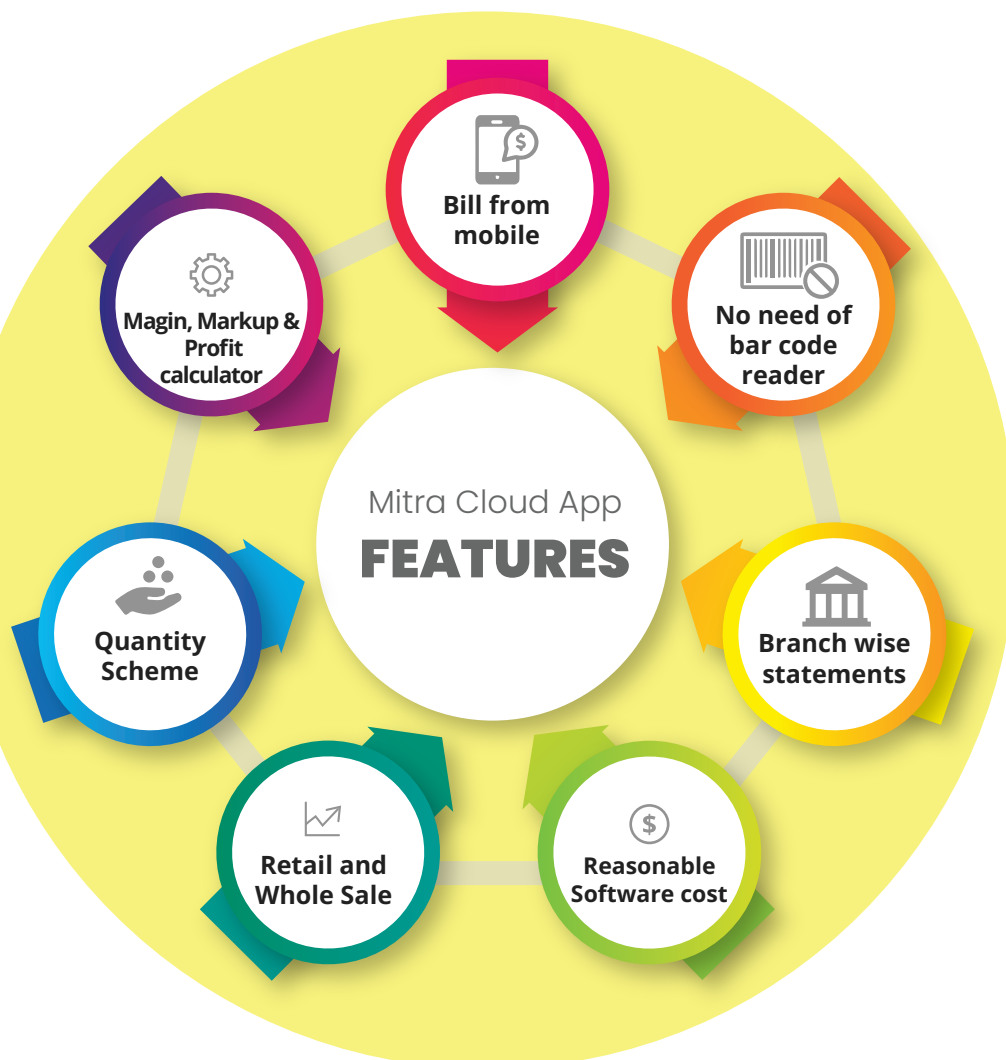 Bill from
mobile
No need of
bar code
reader
Magin, Markup &
Profit
calculator
Mitra Cloud App
FEATURES
Quantity
Scheme
Branch wise
statements
Retail and
Whole Sale
Reasonable
Software cost